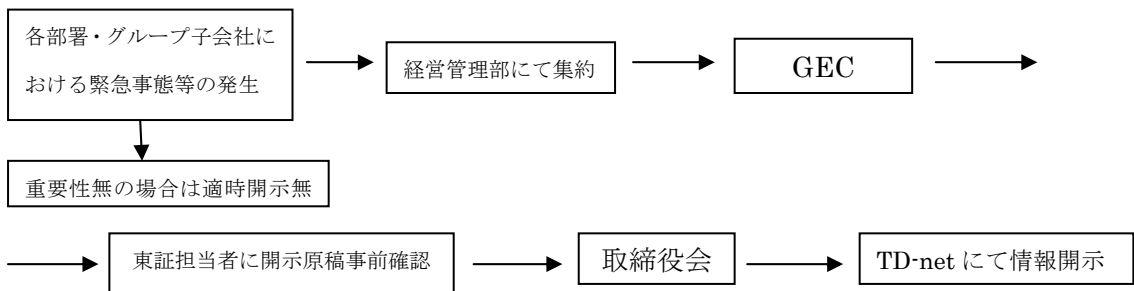 各部署・グループ子会社に
おける緊急事態等の発生
経営管理部にて集約
GEC
重要性無の場合は適時開示無
東証担当者に開示原稿事前確認
取締役会
TD-net にて情報開示